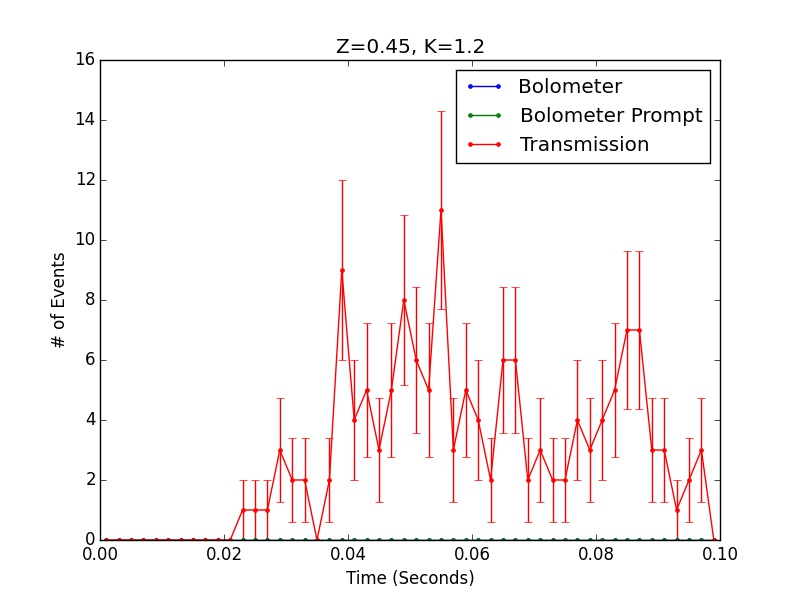 Z=0.45, K=1.2
Bolometer
Bolometer Prompt
Transmission
# of Events
16
14
12
10
8
6
4
2
0
0.00 0.02 0.04 0.06 0.08 0.10
Time (Seconds)